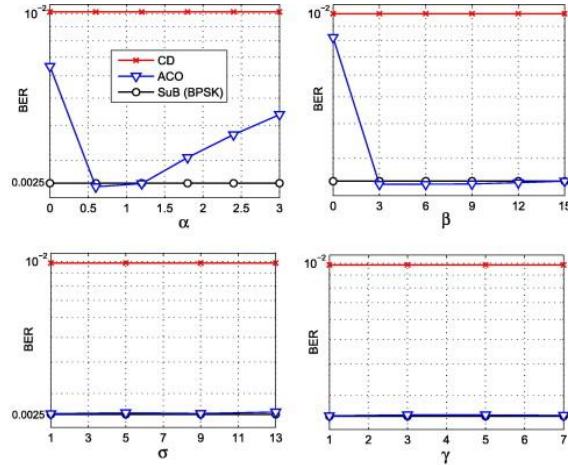 10^-2
BER
CD
ACO
SuB (BPSK)
0.0025
0 0.5 1 1.5 2 2.5 3
α
10^-2
BER
0 3 6 9 12 15
β
10^-2
BER
0.0025
1 3 5 7 9 11 13
σ
10^-2
BER
1 2 3 4 5 6 7
γ